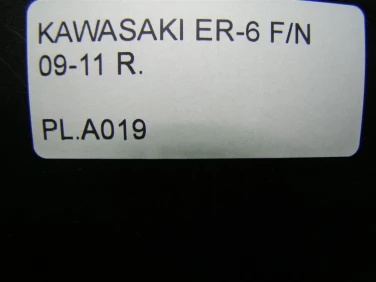 KAWASAKI ER-6 F/N
09-11 R.
PL.A019